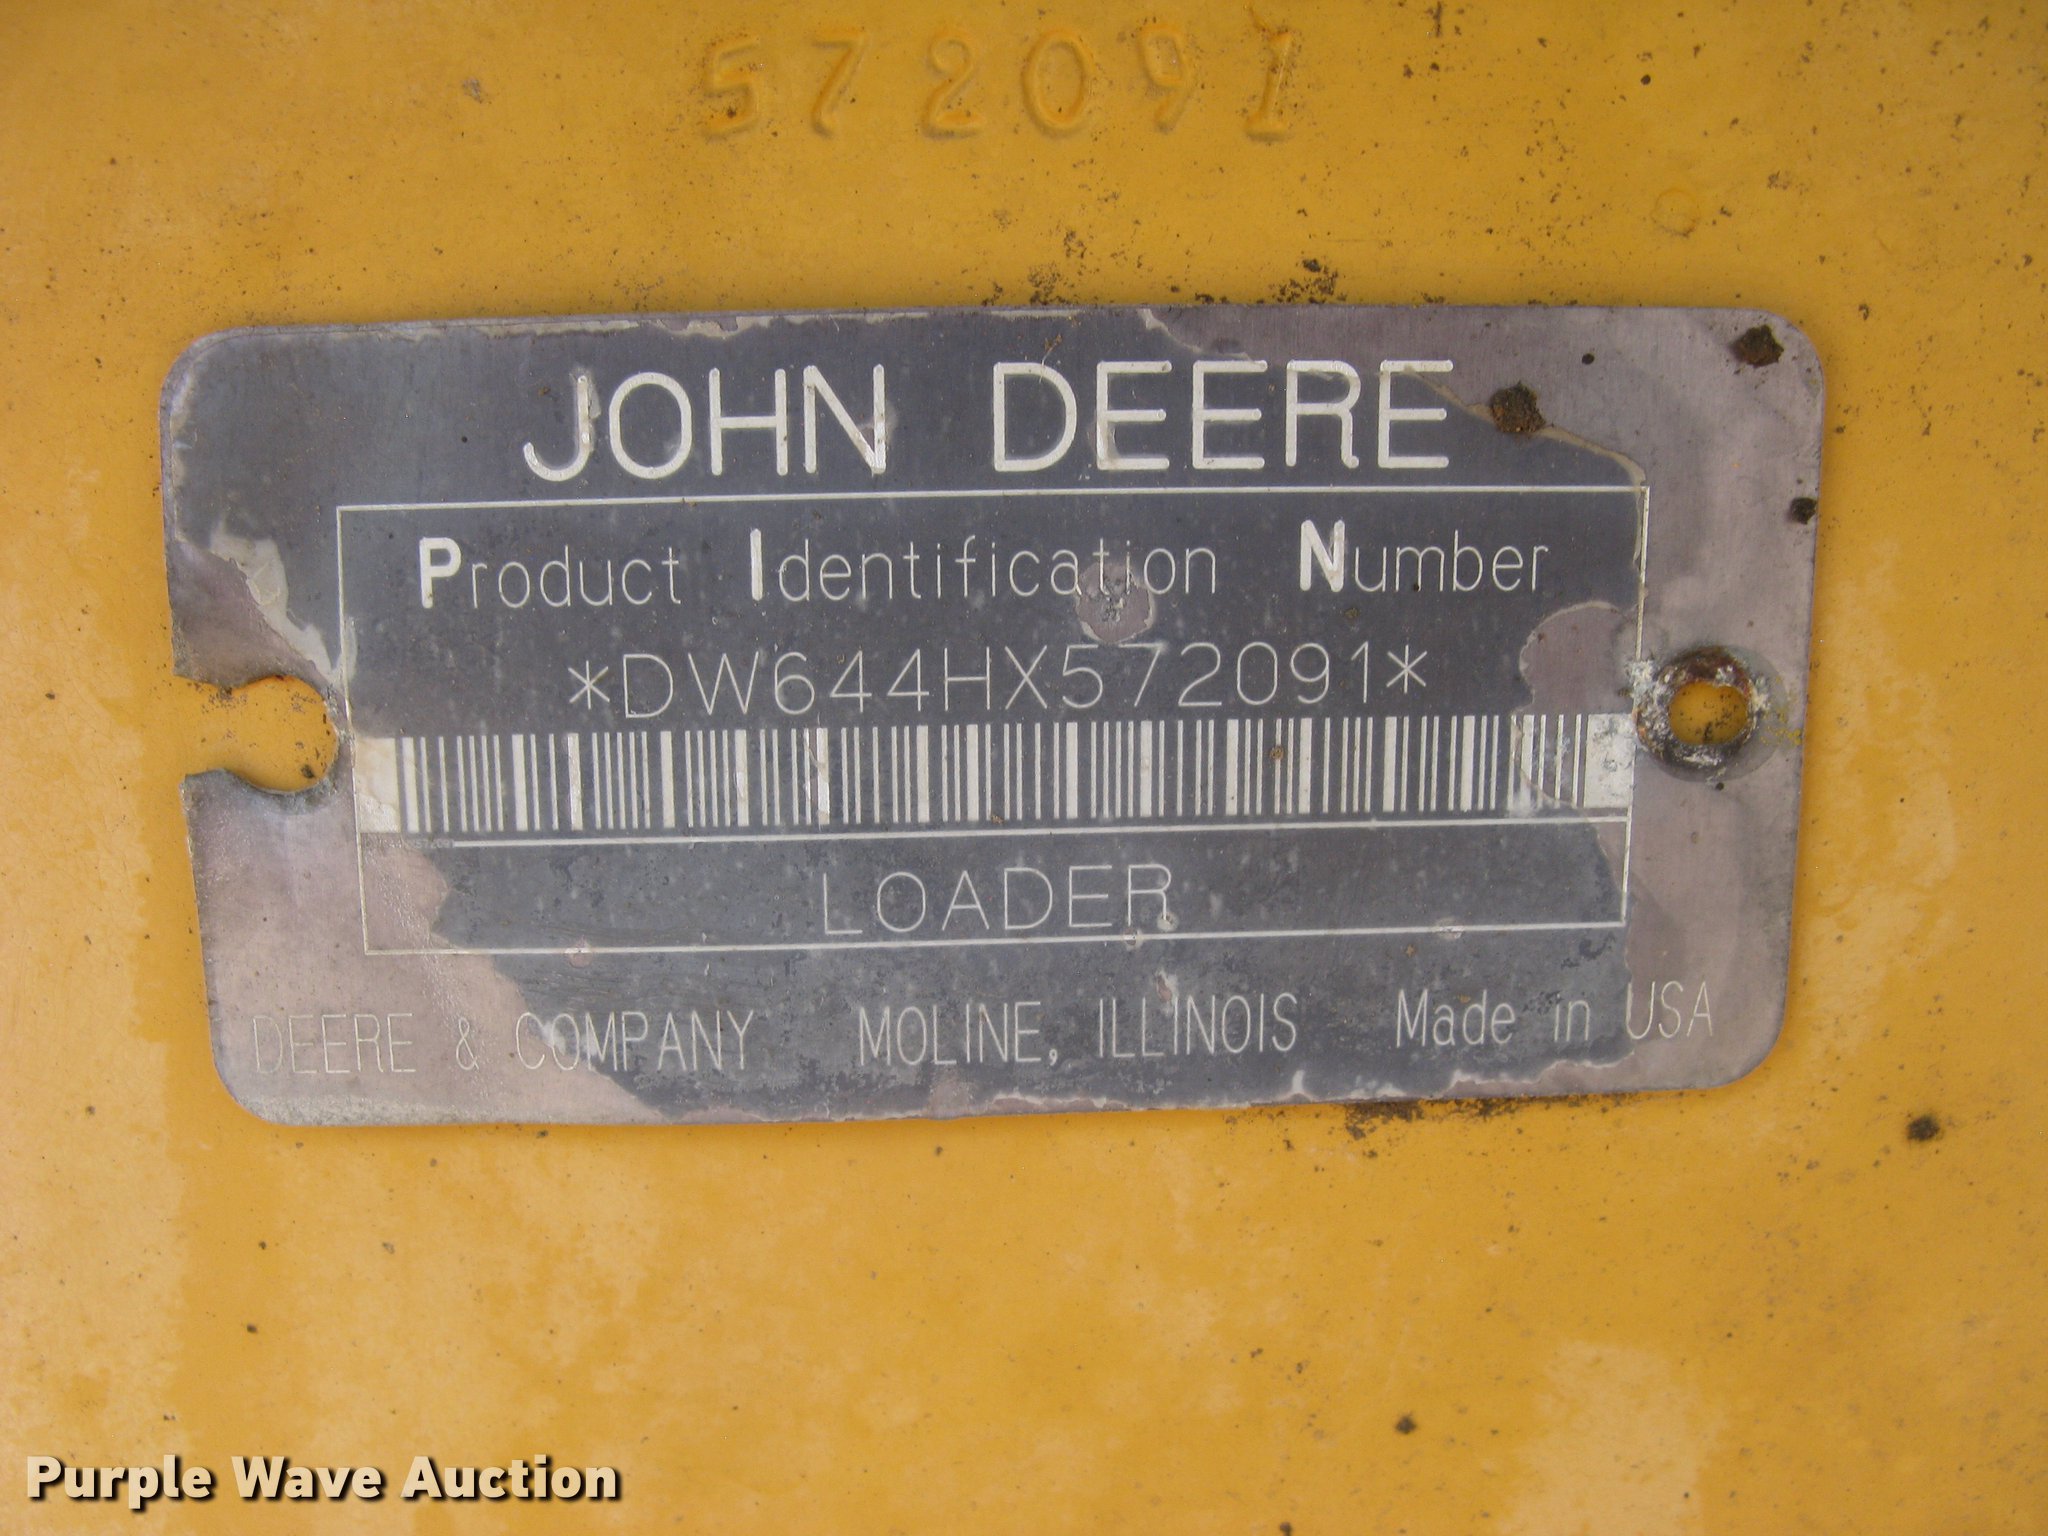 572091
JOHN DEERE
Product Identification Number
*DW644HX572091*
LOADER
DEERE & COMPANY MOLINE, ILLINOIS Made in USA
Purple Wave Auction